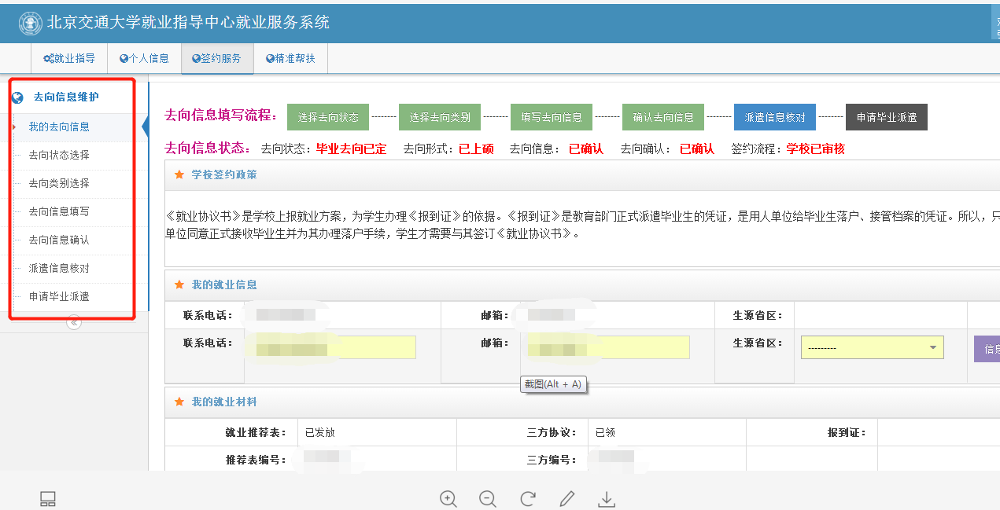 北京交通大学就业指导中心就业服务系统
就业指导 个人信息 签约服务 精准帮扶
去向信息维护
我的去向信息
去向状态选择
去向类别选择
去向信息填写
去向信息确认
派遣信息核对
申请毕业派遣
去向信息填写流程： 选择去向状态 ------- 选择去向类别 ------- 填写去向信息 ------- 确认去向信息 ------- 派遣信息核对 ------- 申请毕业派遣
去向信息状态： 去向状态：毕业去向已定 去向形式：已上硕 去向信息： 已确认 去向确认： 已确认 签约流程：学校已审核
学校签约政策
《就业协议书》是学校上报就业方案，为学生办理《报到证》的依据。《报到证》是教育部门正式派遣毕业生的凭证，是用人单位给毕业生落户、接管档案的凭证。所以，只
单位同意正式接收毕业生并为其办理落户手续，学生才需要与其签订《就业协议书》。
我的就业信息
联系电话： 邮箱： 生源省区：
联系电话： 邮箱： 生源省区： --------- 信息
截图(Alt + A)
我的就业材料
就业推荐表： 已发放 三方协议： 已领 报到证：
推荐表编号： 三方编号：